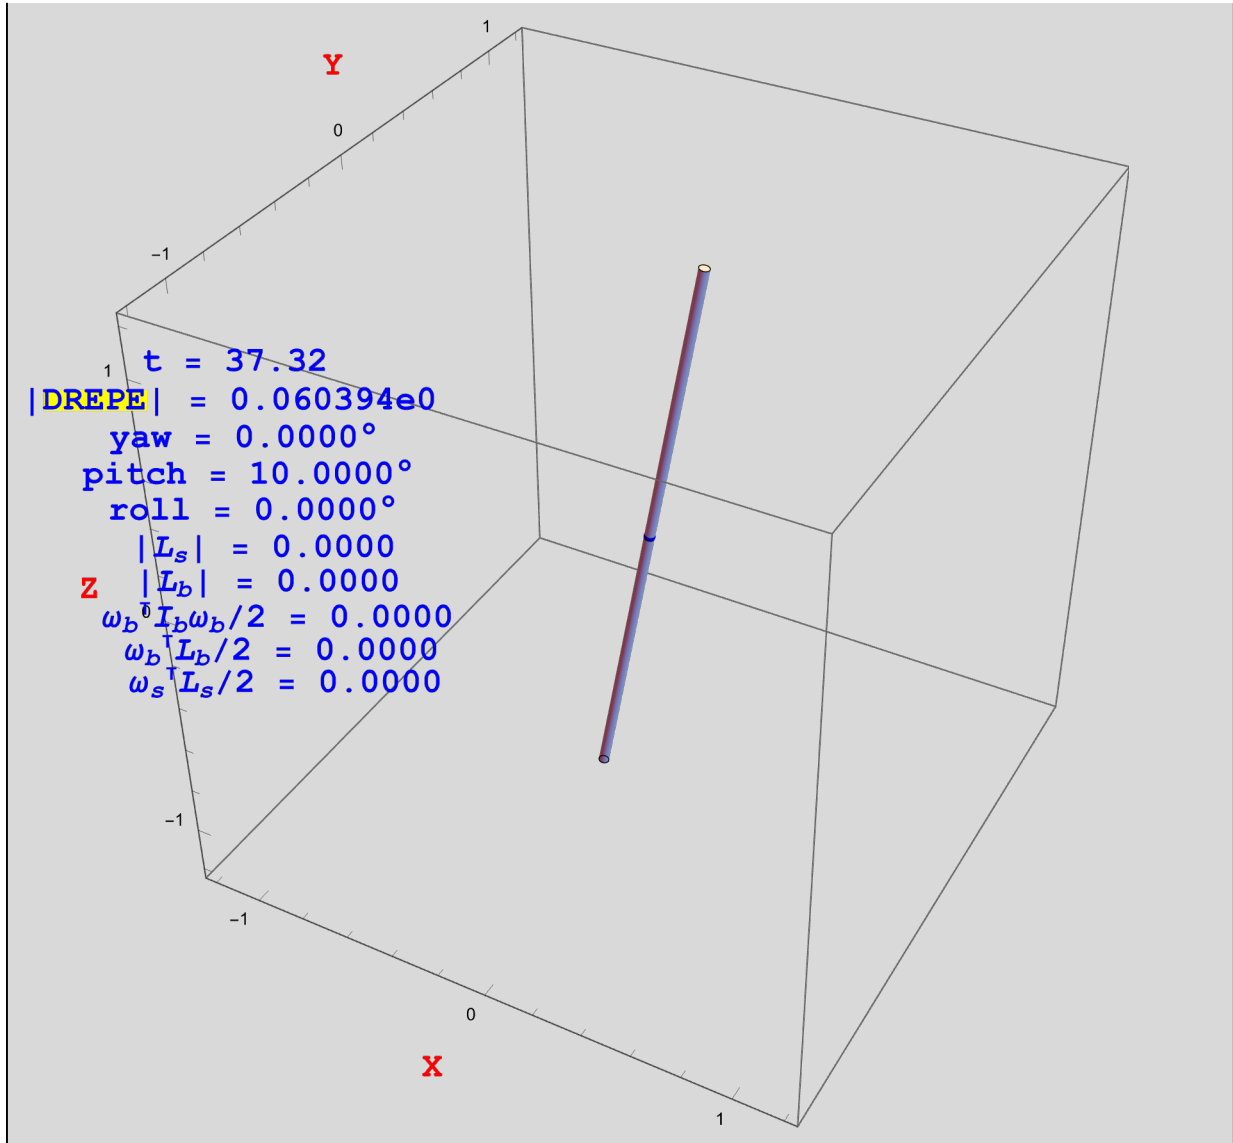 1
Y
0
−1
t = 37.32
1
|DREPE| = 0.060394e0
yaw = 0.0000°
pitch = 10.0000°
roll = 0.0000°
|Ls| = 0.0000
|Lb| = 0.0000
Z
0
ωbᵀIbωb/2 = 0.0000
ωbᵀLb/2 = 0.0000
ωsᵀLs/2 = 0.0000
−1
−1
0
X
1